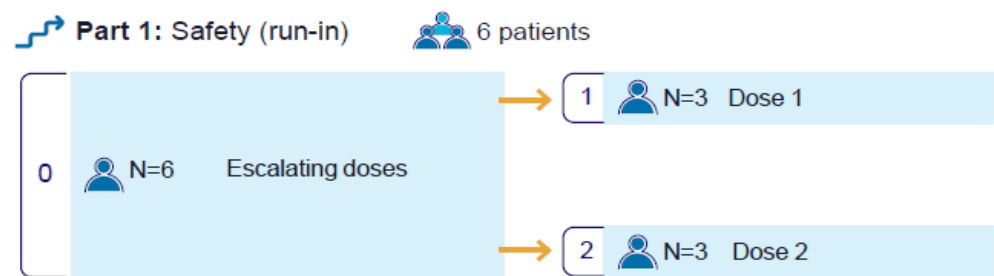 Part 1: Safety (run-in) 6 patients
1 N=3 Dose 1
0 N=6 Escalating doses
2 N=3 Dose 2